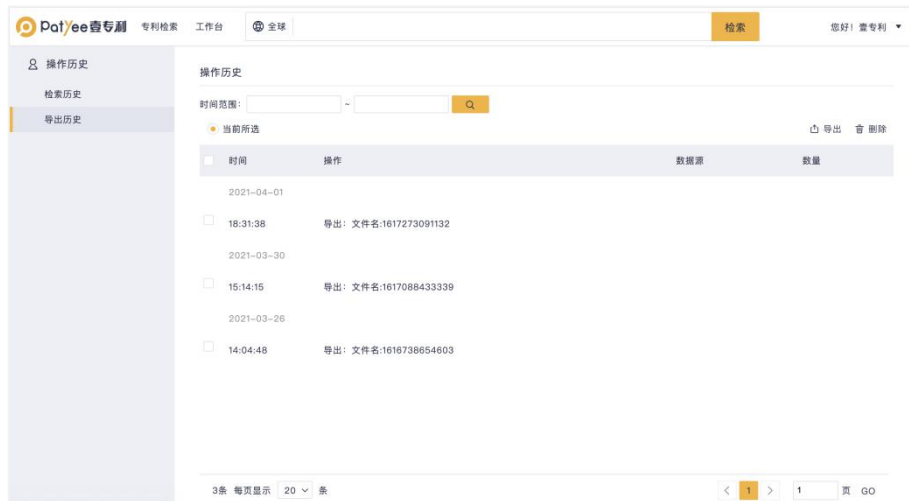 Patyee壹专利 专利检索 工作台 全球 检索 您好！壹专利
操作历史
检索历史
导出历史
操作历史
时间范围： ~
当前所选 导出 删除
时间 操作 数据源 数量
2021-04-01
18:31:38 导出：文件名:1617273091132
2021-03-30
15:14:15 导出：文件名:1617088433339
2021-03-26
14:04:48 导出：文件名:1616738654603
3条 每页显示 20 条 < 1 > 1 页 GO